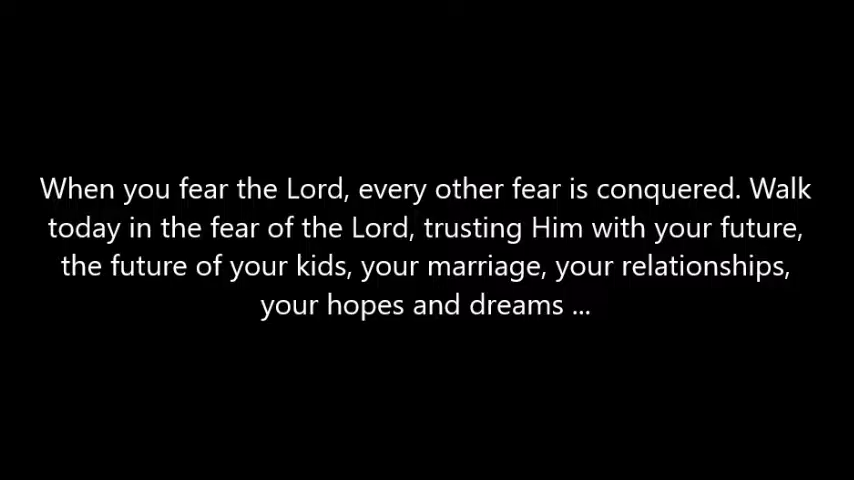 When you fear the Lord, every other fear is conquered. Walk
today in the fear of the Lord, trusting Him with your future,
the future of your kids, your marriage, your relationships,
your hopes and dreams ...